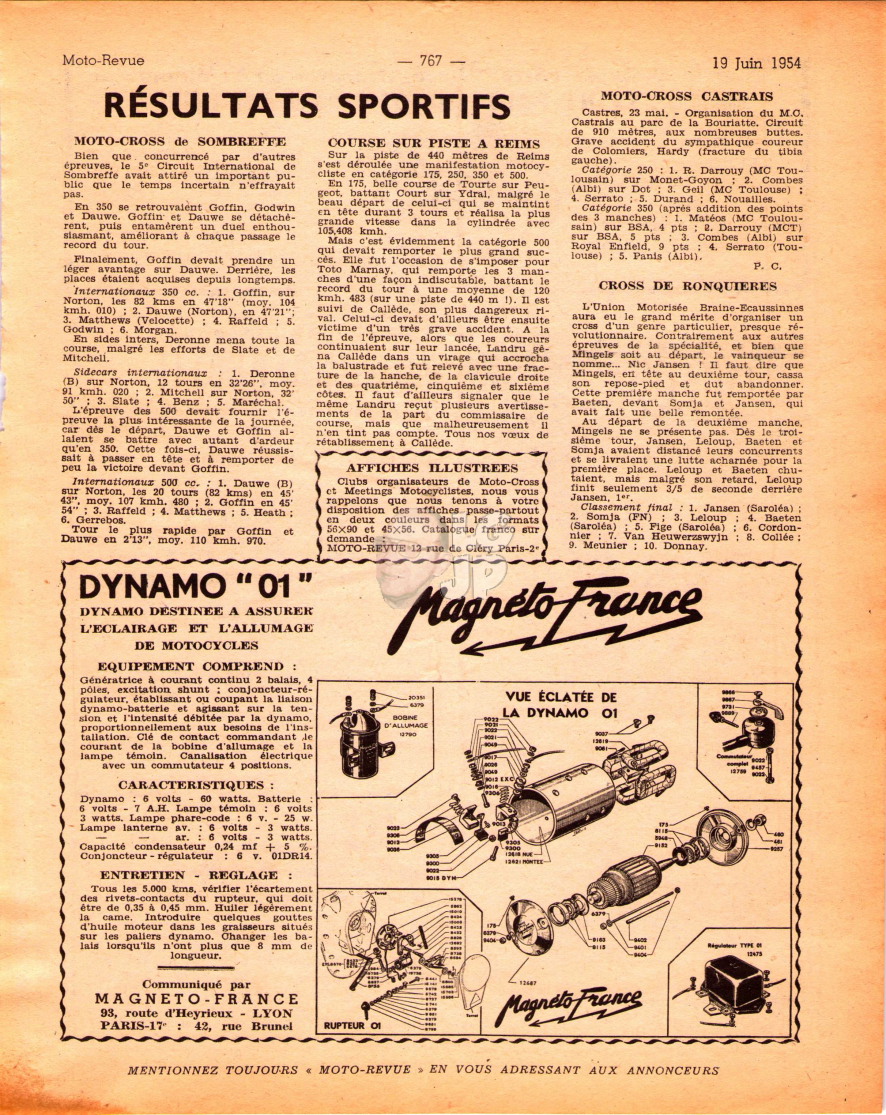 Moto-Revue
— 767 —
19 Juin 1954
RÉSULTATS SPORTIFS
MOTO-CROSS de SOMBREFFE
Bien que concurrencé par d'autres
épreuves, le 5e Circuit International de
Sombreffe avait attiré un important pu-
blic que le temps incertain n'effrayait
pas.
En 350 se retrouvaient Goffin, Godwin
et Dauwe. Goffin et Dauwe se détachè-
rent, puis entamèrent un duel enthou-
siasmant, améliorant à chaque passage le
record du tour.
Finalement, Goffin devait prendre un
léger avantage sur Dauwe. Derrière, les
places étaient acquises depuis longtemps.
Internationaux 350 cc. : 1. Goffin, sur
Norton, les 82 kms en 47'18" (moy. 104
kmh. 010) ; 2. Dauwe (Norton), en 47'21";
3. Matthews (Velocette) ; 4. Raffeld ; 5.
Godwin ; 6. Morgan.
En sides inters, Deronne mena toute la
course, malgré les efforts de Slate et de
Mitchell.
Sidecars internationaux : 1. Deronne
(B) sur Norton, 12 tours en 32'26", moy.
91 kmh. 020 ; 2. Mitchell sur Norton, 32'
50" ; 3. Slate ; 4. Benz ; 5. Maréchal.
L'épreuve des 500 devait fournir l'é-
preuve la plus intéressante de la journée,
car dès le départ, Dauwe et Goffin al-
laient se battre avec autant d'ardeur
qu'en 350. Cette fois-ci, Dauwe réussis-
sait à passer en tête et à remporter de
peu la victoire devant Goffin.
Internationaux 500 cc. : 1. Dauwe (B)
sur Norton, les 20 tours (82 kms) en 45'
43", moy. 107 kmh. 480 ; 2. Goffin en 45'
54" ; 3. Raffeld ; 4. Matthews ; 5. Heath ;
6. Gerrebos.
Tour le plus rapide par Goffin et
Dauwe en 2'13", moy. 110 kmh. 970.
COURSE SUR PISTE A REIMS
Sur la piste de 440 mètres de Reims
s'est déroulée une manifestation motocy-
cliste en catégorie 175, 250, 350 et 500.
En 175, belle course de Tourte sur Peu-
geot, battant Court sur Ydral, malgré le
beau départ de celui-ci qui se maintint
en tête durant 3 tours et réalisa la plus
grande vitesse dans la cylindrée avec
105,408 kmh.
Mais c'est évidemment la catégorie 500
qui devait remporter le plus grand suc-
cés. Elle fut l'occasion de s'imposer pour
Toto Marnay, qui remporte les 3 man-
ches d'une façon indiscutable, battant le
record du tour à une moyenne de 120
kmh. 483 (sur une piste de 440 m !). Il est
suivi de Callède, son plus dangereux ri-
val. Celui-ci devait d'ailleurs être ensuite
victime d'un très grave accident. A la
fin de l'épreuve, alors que les coureurs
continuaient sur leur lancée, Landru gê-
na Callède dans un virage qui accrocha
la balustrade et fut relevé avec une frac-
ture de la hanche, de la clavicule droite
et des quatrième, cinquième et sixième
côtes. Il faut d'ailleurs signaler que le
même Landru reçut plusieurs avertisse-
ments de la part du commissaire de
course, mais que malheureusement il
n'en tint pas compte. Tous nos vœux de
rétablissement à Callède.
AFFICHES ILLUSTREES
Clubs organisateurs de Moto-Cross
et Meetings Motocyclistes, nous vous
rappelons que nous tenons à votre
disposition des affiches passe-partout
en deux couleurs dans les formats
56×90 et 45×56. Catalogue franco sur
demande
MOTO-REVUE 12 rue de Cléry Paris-2e
MOTO-CROSS CASTRAIS
Castres, 23 mai. - Organisation du M.C.
Castrais au parc de la Bouriatte. Circuit
de 910 mètres, aux nombreuses buttes.
Grave accident du sympathique coureur
de Colomiers, Hardy (fracture du tibia
gauche).
Catégorie 250 : 1. R. Darrouy (MC Tou-
lousain) sur Monet-Goyon ; 2. Combes
(Albi) sur Dot ; 3. Geil (MC Toulouse) ;
4. Serrato ; 5. Durand ; 6. Nouailles.
Catégorie 350 (après addition des points
des 3 manches) : 1. Matéos (MC Toulou-
sain) sur BSA, 4 pts ; 2. Darrouy (MCT)
sur BSA, 5 pts ; 3. Combes (Albi) sur
Royal Enfield, 9 pts ; 4. Serrato (Tou-
louse) ; 5. Panis (Albi).
P. C.
CROSS DE RONQUIERES
L'Union Motorisée Braine-Ecaussinnes
aura eu le grand mérite d'organiser un
cross d'un genre particulier, presque ré-
volutionnaire. Contrairement aux autres
épreuves de la spécialité, et bien que
Mingels soit au départ, le vainqueur se
nomme... Nic Jansen ! Il faut dire que
Mingels, en tête au deuxième tour, cassa
son repose-pied et dut abandonner.
Cette première manche fut remportée par
Baeten, devant Somja et Jansen, qui
avait fait une belle remontée.
Au départ de la deuxième manche,
Mingels ne se présente pas. Dès le troi-
sième tour, Jansen, Leloup, Baeten et
Somja avaient distancé leurs concurrents
et se livraient une lutte acharnée pour la
première place. Leloup et Baeten chu-
taient, mais malgré son retard, Leloup
finit seulement 3/5 de seconde derrière
Jansen, 1er.
Classement final : 1. Jansen (Saroléa) ;
2. Somja (FN) ; 3. Leloup ; 4. Baeten
(Saroléa) ; 5. Fige (Saroléa) ; 6. Cordon-
nier ; 7. Van Heuwerzswyjn ; 8. Collée ;
9. Meunier ; 10. Donnay.
DYNAMO "01"
DYNAMO DESTINEE A ASSURER
L'ECLAIRAGE ET L'ALLUMAGE
DE MOTOCYCLES
EQUIPEMENT COMPREND :
Génératrice à courant continu 2 balais, 4
pôles, excitation shunt ; conjoncteur-ré-
gulateur, établissant ou coupant la liaison
dynamo-batterie et agissant sur la ten-
sion et l'intensité débitée par la dynamo,
proportionnellement aux besoins de l'ins-
tallation. Clé de contact commandant le
courant de la bobine d'allumage et la
lampe témoin. Canalisation électrique
avec un commutateur 4 positions.
CARACTERISTIQUES :
Dynamo : 6 volts - 60 watts. Batterie :
6 volts - 7 A.H. Lampe témoin : 6 volts
3 watts. Lampe phare-code : 6 v. - 25 w.
Lampe lanterne av. : 6 volts - 3 watts.
— — ar. : 6 volts - 3 watts.
Capacité condensateur 0,24 mf + 5 %.
Conjoncteur-régulateur : 6 v. 01DR14.
ENTRETIEN - REGLAGE :
Tous les 5.000 kms, vérifier l'écartement
des rivets-contacts du rupteur, qui doit
être de 0,35 à 0,45 mm. Huiler légèrement
la came. Introduire quelques gouttes
d'huile moteur dans les graisseurs situés
sur les paliers dynamo. Changer les ba-
lais lorsqu'ils n'ont plus que 8 mm de
longueur.
Communiqué par
MAGNETO-FRANCE
93, route d'Heyrieux - LYON
PARIS-17e : 42, rue Brunel
Magnéto-France
VUE ÉCLATÉE DE
LA DYNAMO 01
20351
6379
BOBINE
D'ALLUMAGE
12790
9037
12819
9081
Commutateur
complet
12759
9022
9457
9022
9305
9300
12618 NUE
12621 MONTEE
9018 DYN
175
8115
5948
9152
480
481
9257
6379
9163
8115
9402
9401
9404
175
6379
9406
12687
Régulateur TYPE 01
12473
RUPTEUR 01
Magnéto-France
MENTIONNEZ TOUJOURS « MOTO-REVUE » EN VOUS ADRESSANT AUX ANNONCEURS